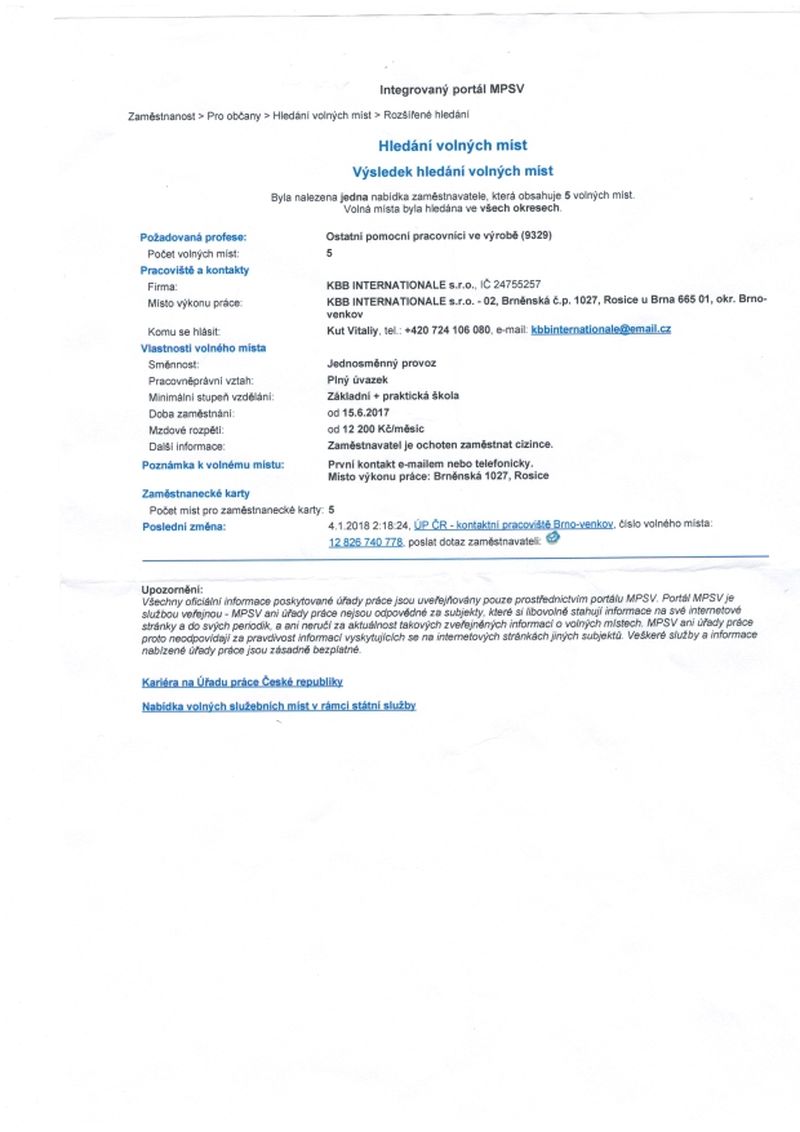 Integrovaný portál MPSV
Zaměstnanost > Pro občany > Hledání volných míst > Rozšířené hledání
Hledání volných míst
Výsledek hledání volných míst
Byla nalezena jedna nabídka zaměstnavatele, která obsahuje 5 volných míst.
Volná místa byla hledána ve všech okresech.
Požadovaná profese: Ostatní pomocní pracovníci ve výrobě (9329)
Počet volných míst: 5
Pracoviště a kontakty
Firma: KBB INTERNATIONALE s.r.o., IČ 24755257
Místo výkonu práce: KBB INTERNATIONALE s.r.o. - 02, Brněnská č.p. 1027, Rosice u Brna 665 01, okr. Brno-
venkov
Komu se hlásit: Kut Vitaliy, tel.: +420 724 106 080, e-mail: kbbinternationale@email.cz
Vlastnosti volného místa
Směnnost: Jednosměnný provoz
Pracovněprávní vztah: Plný úvazek
Minimální stupeň vzdělání: Základní + praktická škola
Doba zaměstnání: od 15.6.2017
Mzdové rozpětí: od 12 200 Kč/měsíc
Další informace: Zaměstnavatel je ochoten zaměstnat cizince.
Poznámka k volnému místu: První kontakt e-mailem nebo telefonicky.
Místo výkonu práce: Brněnská 1027, Rosice
Zaměstnanecké karty
Počet míst pro zaměstnanecké karty: 5
Poslední změna: 4.1.2018 2:18:24, ÚP ČR - kontaktní pracoviště Brno-venkov, číslo volného místa:
12 826 740 778, poslat dotaz zaměstnavateli:
Upozornění:
Všechny oficiální informace poskytované úřady práce jsou uveřejňovány pouze prostřednictvím portálu MPSV. Portál MPSV je
službou veřejnou - MPSV ani úřady práce nejsou odpovědné za subjekty, které si libovolně stahují informace na své internetové
stránky a do svých periodik, a ani neručí za aktuálnost takových zveřejněných informací o volných místech. MPSV ani úřady práce
proto neodpovídají za pravdivost informací vyskytujících se na internetových stránkách jiných subjektů. Veškeré služby a informace
nabízené úřady práce jsou zásadně bezplatné.
Kariéra na Úřadu práce České republiky
Nabídka volných služebních míst v rámci státní služby